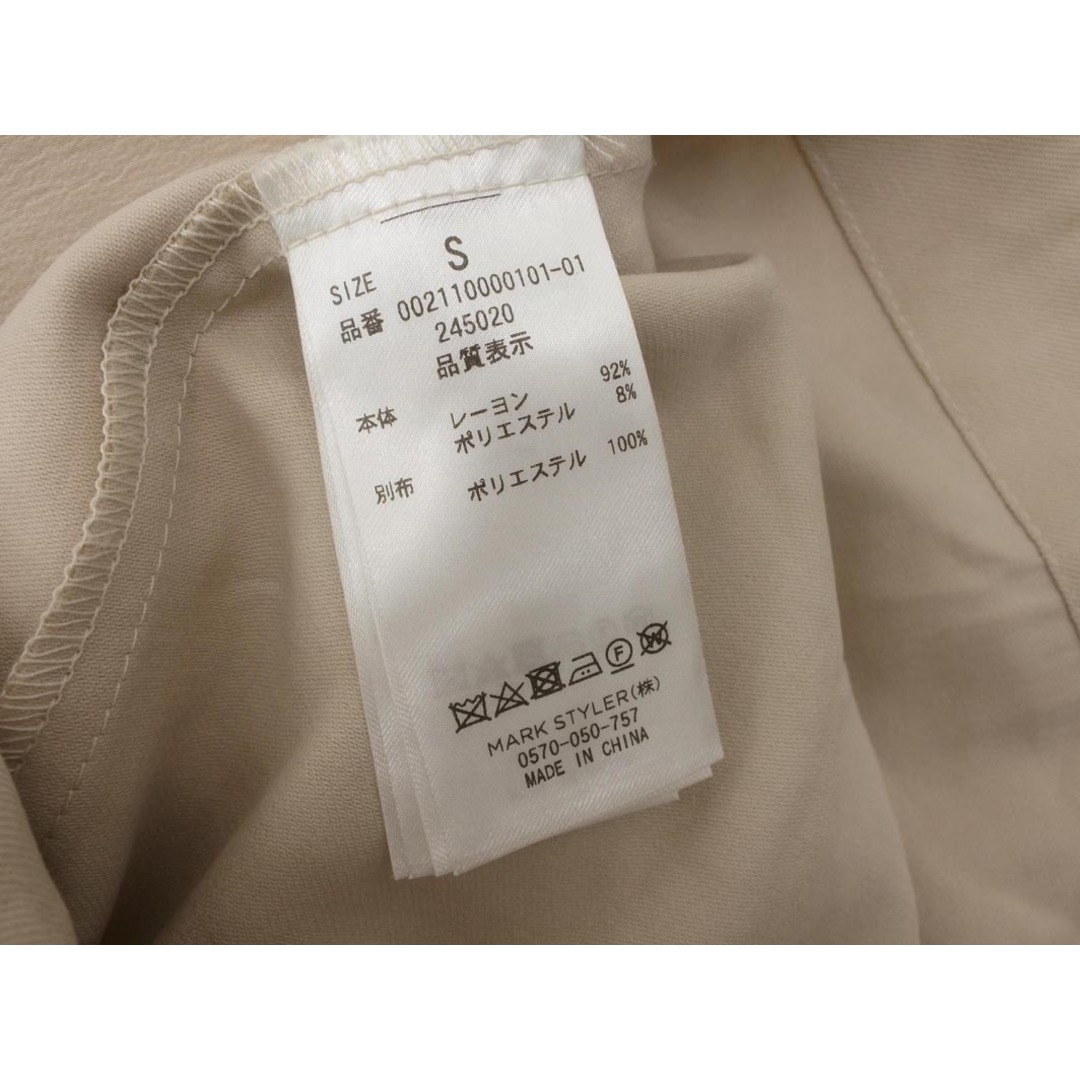 SIZE S
品番 002110000101-01
245020
品質表示
本体 レーヨン 92%
ポリエステル 8%
別布 ポリエステル 100%
F W
MARK STYLER(株)
0570-050-757
MADE IN CHINA